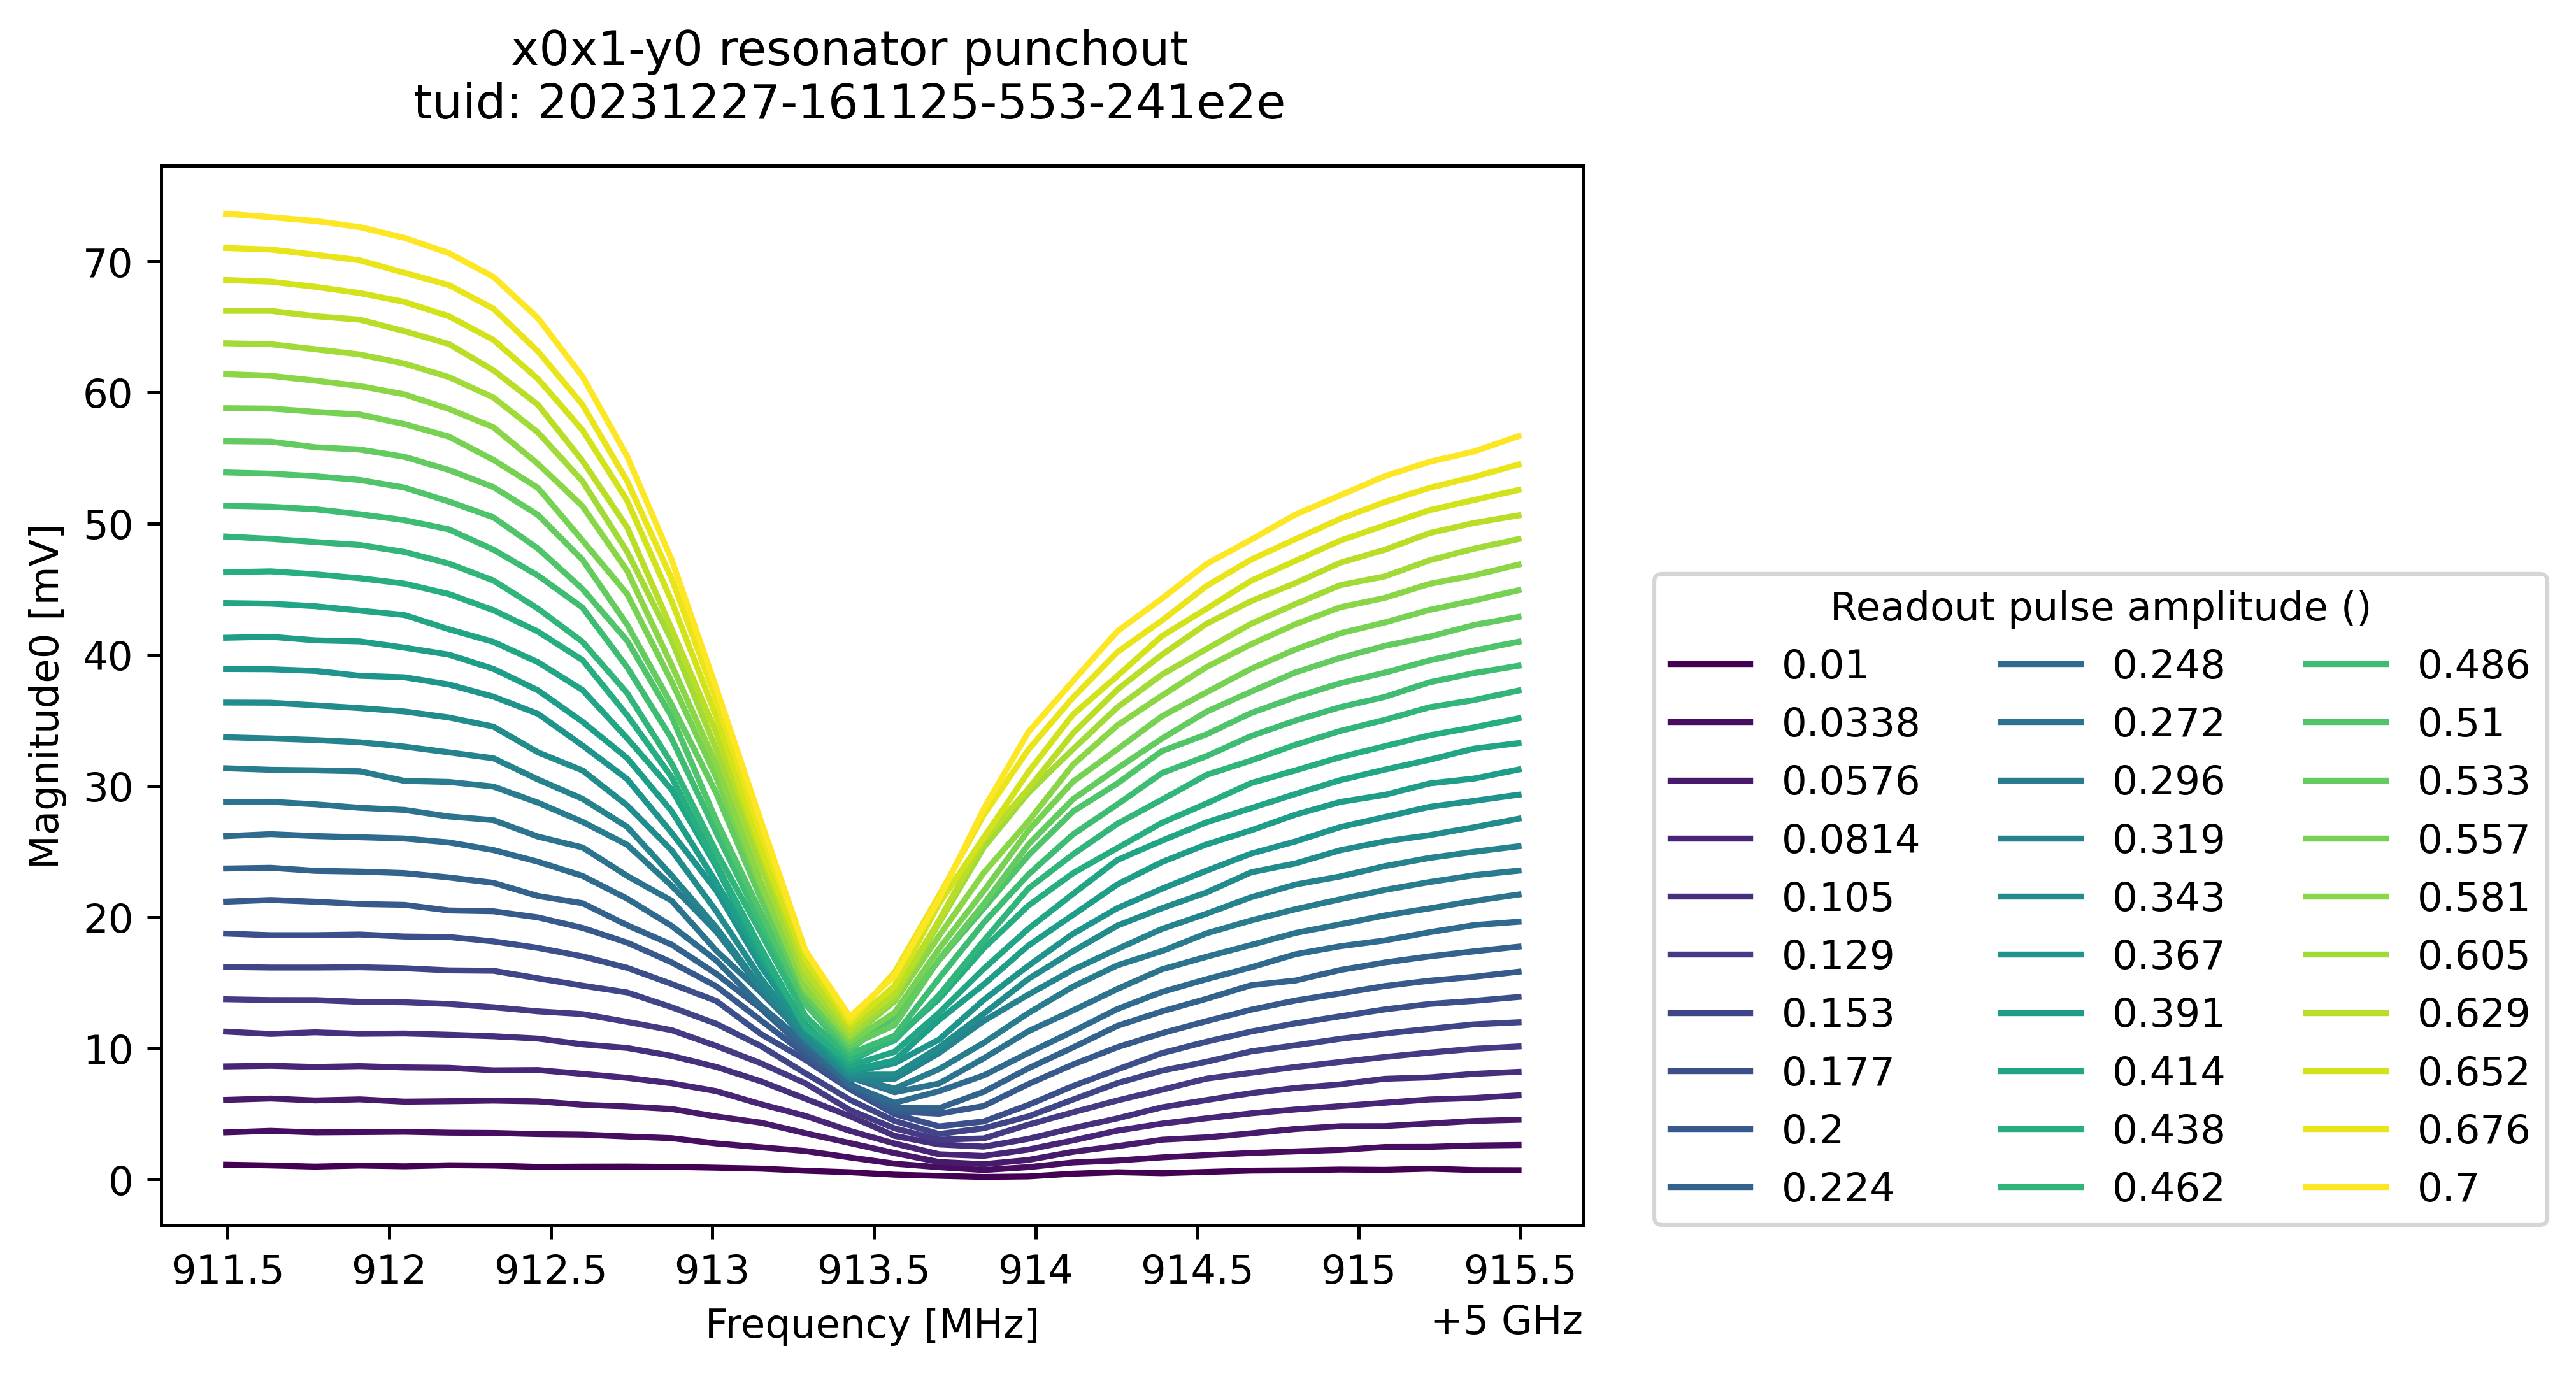 x0x1-y0 resonator punchout
tuid: 20231227-161125-553-241e2e
Magnitude0 [mV]
70
60
50
40
30
20
10
0
911.5 912 912.5 913 913.5 914 914.5 915 915.5
Frequency [MHz]
+5 GHz
Readout pulse amplitude ()
0.01 0.248 0.486
0.0338 0.272 0.51
0.0576 0.296 0.533
0.0814 0.319 0.557
0.105 0.343 0.581
0.129 0.367 0.605
0.153 0.391 0.629
0.177 0.414 0.652
0.2 0.438 0.676
0.224 0.462 0.7